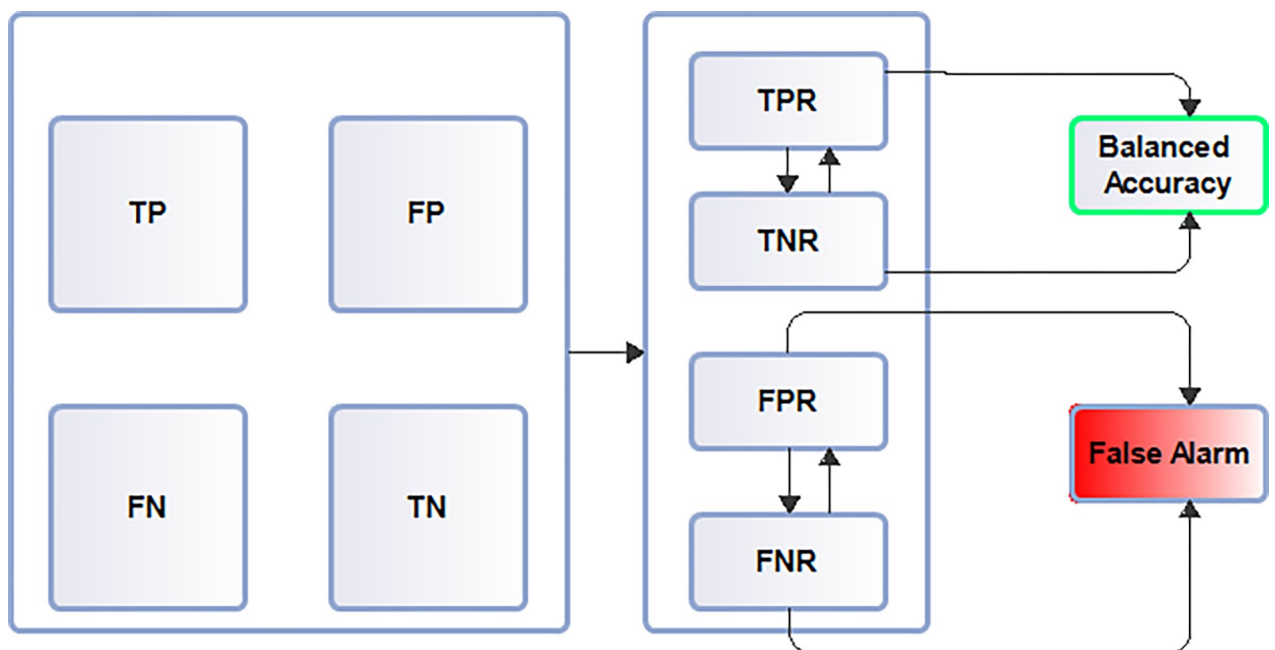 TP
FP
FN
TN
TPR
TNR
FPR
FNR
Balanced
Accuracy
False Alarm